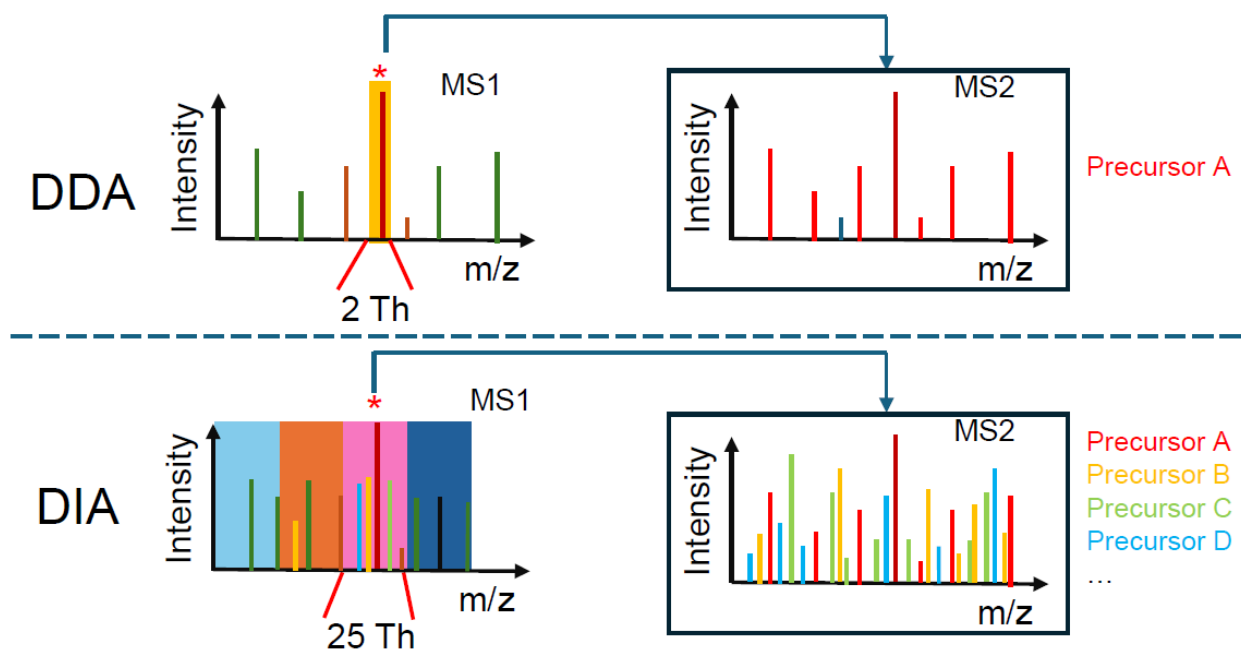 *
MS1
MS2
Intensity
Intensity
DDA
Precursor A
m/z
m/z
2 Th
*
MS1
MS2
Intensity
Intensity
Precursor A
Precursor B
Precursor C
Precursor D
...
DIA
m/z
m/z
25 Th